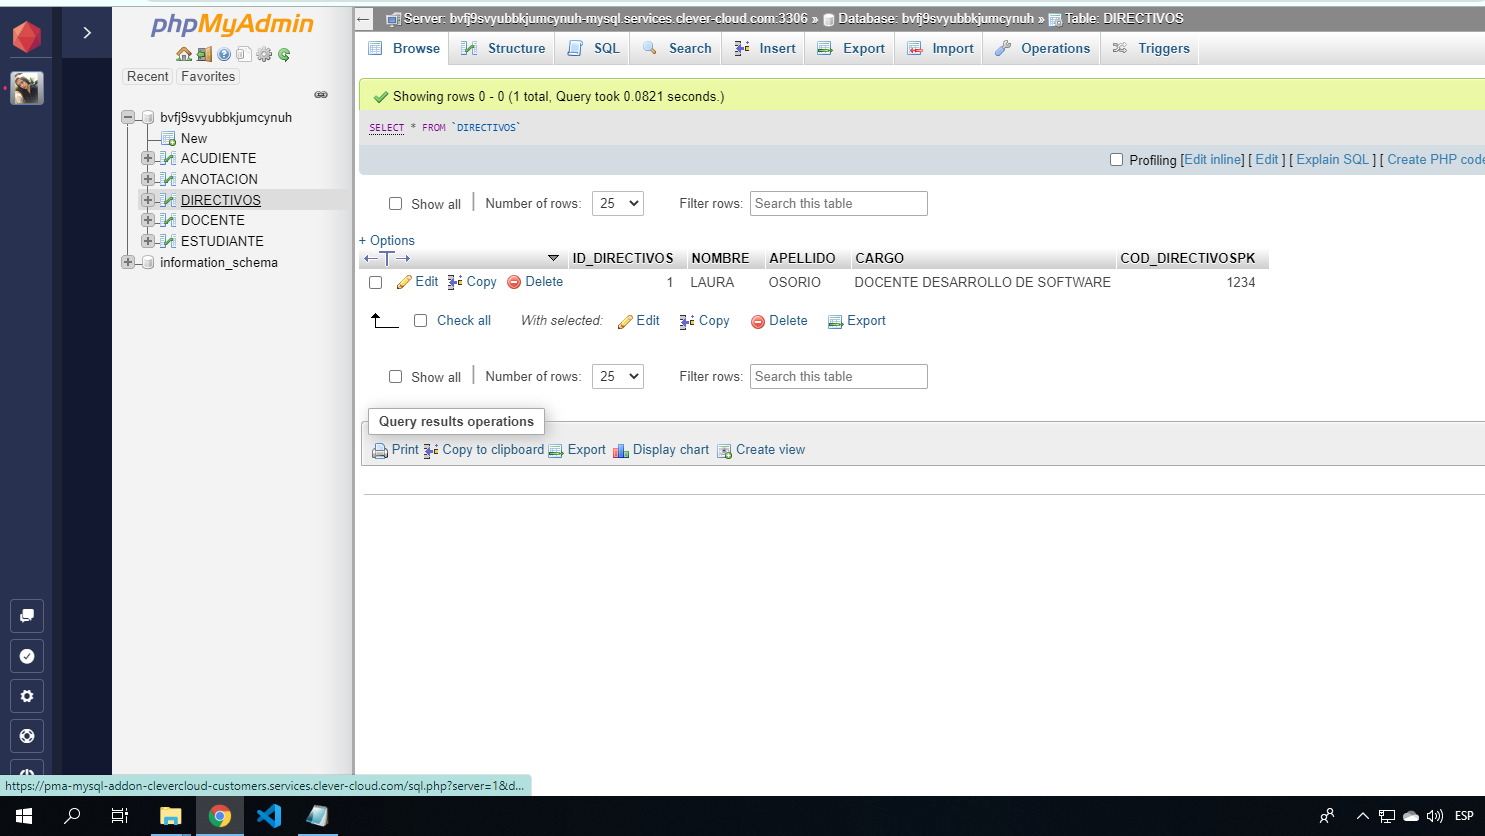 phpMyAdmin
Recent Favorites
bvfj9svyubbkjumcynuh
New
ACUDIENTE
ANOTACION
DIRECTIVOS
DOCENTE
ESTUDIANTE
information_schema
Server: bvfj9svyubbkjumcynuh-mysql.services.clever-cloud.com:3306 » Database: bvfj9svyubbkjumcynuh » Table: DIRECTIVOS
Browse Structure SQL Search Insert Export Import Operations Triggers
Showing rows 0 - 0 (1 total, Query took 0.0821 seconds.)
SELECT * FROM `DIRECTIVOS`
Profiling [Edit inline] [ Edit ] [ Explain SQL ] [ Create PHP code
Show all Number of rows: 25 Filter rows: Search this table
+ Options
ID_DIRECTIVOS NOMBRE APELLIDO CARGO COD_DIRECTIVOSPK
Edit Copy Delete 1 LAURA OSORIO DOCENTE DESARROLLO DE SOFTWARE 1234
Check all With selected: Edit Copy Delete Export
Show all Number of rows: 25 Filter rows: Search this table
Query results operations
Print Copy to clipboard Export Display chart Create view
https://pma-mysql-addon-clevercloud-customers.services.clever-cloud.com/sql.php?server=1&d...
ESP